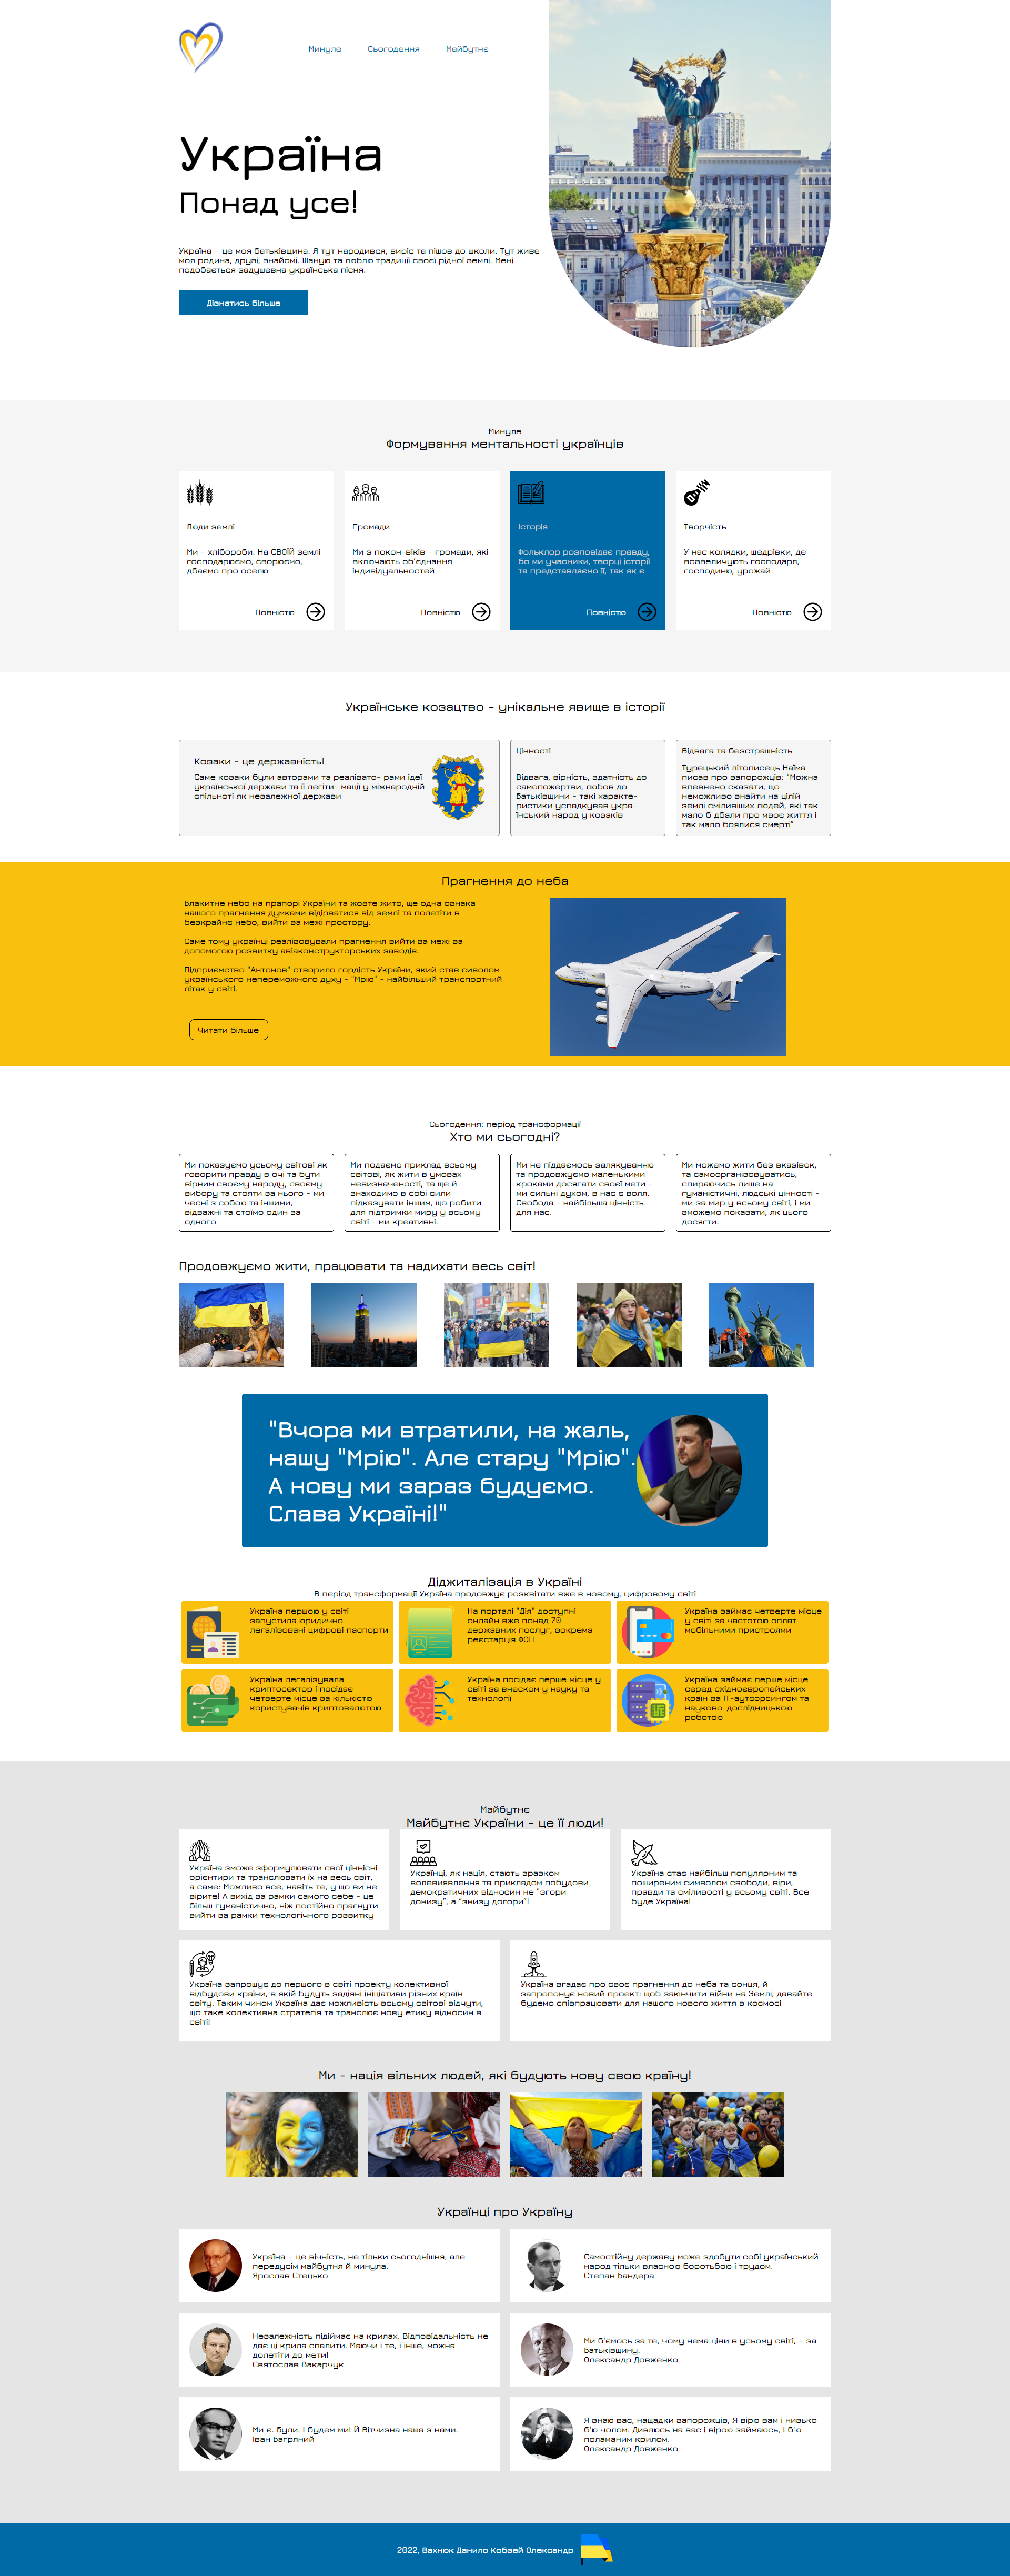 Минуле
Сьогодення
Майбутнє
Україна
Понад усе!
Україна – це моя батьківщина. Я тут народився, виріс та пішов до школи. Тут живе
моя родина, друзі, знайомі. Шаную та люблю традиції своєї рідної землі. Мені
подобається задушевна українська пісня.
Дізнатись більше
Минуле
Формування ментальності українців
Люди землі
Ми - хлібороби. На СВОЇЙ землі
господарюємо, сворюємо,
дбаємо про оселю
Повністю
Громади
Ми з покон-віків - громади, які
включають об'єднання
індивідуальностей
Повністю
Історія
Фольклор розповідає правду,
бо ми учасники, творці історії
та представляємо її, так як є
Повністю
Творчість
У нас колядки, щедрівки, де
возвеличують господаря,
господиню, урожай
Повністю
Українське козацтво - унікальне явище в історії
Козаки - це державність!
Саме козаки були авторами та реалізато- рами ідеї
української держави та її легіти- мації у міжнародній
спільноті як незалежної держави
Цінності
Відвага, вірність, здатність до
самопожертви, любов до
Батьківщини - такі характе-
ристики успадкував укра-
їнський народ у козаків
Відвага та безстрашність
Турецький літописець Наїма
писав про запорожців: "Можна
впевнено сказати, що
неможливо знайти на цілій
землі сміливіших людей, які так
мало б дбали про мвоє життя і
так мало боялися смерті"
Прагнення до неба
Блакитне небо на прапорі України та жовте жито, ще одна ознака
нашого прагнення думками відірватися від землі та полетіти в
безкрайнє небо, вийти за межі простору.
Саме тому українці реалізовували прагнення вийти за межі за
допомогою розвитку авіаконструкторських заводів.
Підприємство "Антонов" створило гордість України, який став сиволом
українського непереможного духу - "Мрію" - найбільший транспортний
літак у світі.
Читати більше
Сьогодення: період трансформації
Хто ми сьогодні?
Ми показуємо усьому світові як
говорити правду в очі та бути
вірним своєму народу, своєму
вибору та стояти за нього - ми
чесні з собою та іншими,
відважні та стоїмо один за
одного
Ми подаємо приклад всьому
світові, як жити в умовах
невизначеності, та ще й
знаходимо в собі сили
підказувати іншим, що робити
для підтримки миру у всьому
світі - ми креативні.
Ми не піддаємось залякуванню
та продовжуємо маленькими
кроками досягати своєї мети -
ми сильні духом, в нас є воля.
Свобода - найбільша цінність
для нас.
Ми можемо жити без вказівок,
та самоорганізовуватись,
спираючись лише на
гуманістичні, людські цінності -
ми за мир у всьому світі, і ми
зможемо показати, як цього
досягти.
Продовжуємо жити, працювати та надихати весь світ!
"Вчора ми втратили, на жаль,
нашу "Мрію". Але стару "Мрію".
А нову ми зараз будуємо.
Слава Україні!"
Діджиталізація в Україні
В період трансформації Україна продовжує розквітати вже в новому, цифровому світі
Україна першою у світі
запустила юридично
легалізовані цифрові паспорти
На порталі "Дія" доступні
онлайн вже понад 70
державних послуг, зокрема
реєстарція ФОП
Україна займає четверте місце
у світі за частотою оплат
мобільними пристроями
Україна легалізувала
криптосектор і посідає
четверте місце за кількістю
користувачів криптовалютою
Україна посідає перше місце у
світі за внеском у науку та
технології
Україна займає перше місце
серед східноєвропейських
країн за ІТ-аутсорсингом та
науково-дослідницькою
роботою
Майбутнє
Майбутнє України - це її люди!
Україна зможе зформулювати свої ціннісні
орієнтири та транслювати їх на весь світ,
а саме: Можливо все, навіть те, у що ви не
вірите! А вихід за рамки самого себе - це
більш гуманістично, ніж постійно прагнути
вийти за рамки технологічного розвитку
Українці, як нація, стають зразком
волевиявлення та прикладом побудови
демократичних відносин не "згори
донизу", а "знизу догори"!
Україна стає найбільш популярним та
поширеним символом свободи, віри,
правди та сміливості у всьому світі. Все
буде Україна!
Україна запрошує до першого в світі проекту колективної
відбудови країни, в якій будуть задіяні ініціативи різних країн
світу. Таким чином Україна дає можливість всьому світові відчути,
що таке колективна стратегія та транслює нову етику відносин в
світі!
Україна згадає про своє прагнення до неба та сонця, й
запропонує новий проект: щоб закінчити війни на Землі, давайте
будемо співпрацювати для нашого нового життя в космосі
Ми - нація вільних людей, які будують нову свою країну!
Українці про Україну
Україна – це вічність, не тільки сьогоднішня, але
передусім майбутня й минула.
Ярослав Стецько
Самостійну державу може здобути собі український
народ тільки власною боротьбою і трудом.
Степан Бандера
Незалежність підіймає на крилах. Відповідальність не
дає ці крила спалити. Маючи і те, і інше, можна
долетіти до мети!
Святослав Вакарчук
Ми б'ємось за те, чому нема ціни в усьому світі, – за
Батьківщину.
Олександр Довженко
Ми є. Були. І будем ми! Й Вітчизна наша з нами.
Іван Багряний
Я знаю вас, нащадки запорожців, Я вірю вам і низько
б'ю чолом. Дивлюсь на вас і вірою займаюсь, І б'ю
поламаним крилом.
Олександр Довженко
2022, Вахнюк Данило Кобзей Олександр